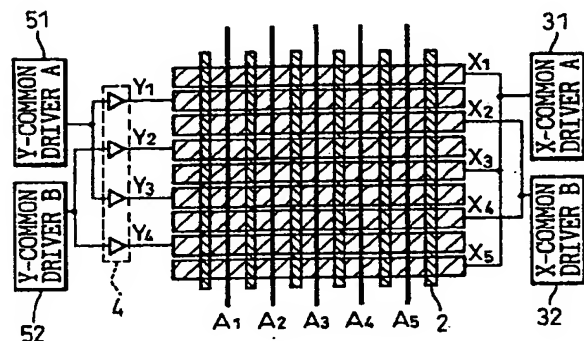 51
Y-COMMON
DRIVER A
Y-COMMON
DRIVER B
52
4
Y1
Y2
Y3
Y4
A1 A2 A3 A4 A5
2
X1
X2
X3
X4
X5
31
X-COMMON
DRIVER A
X-COMMON
DRIVER B
32